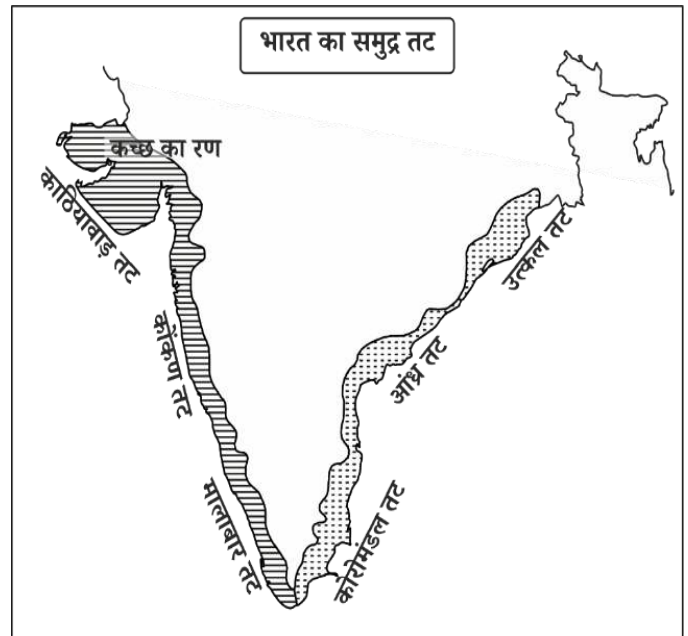 भारत का समुद्र तट
कच्छ का रण
काठियावाड़ तट
उत्कल तट
कोंकण तट
आंध्र तट
मालाबार तट
कोरोमंडल तट